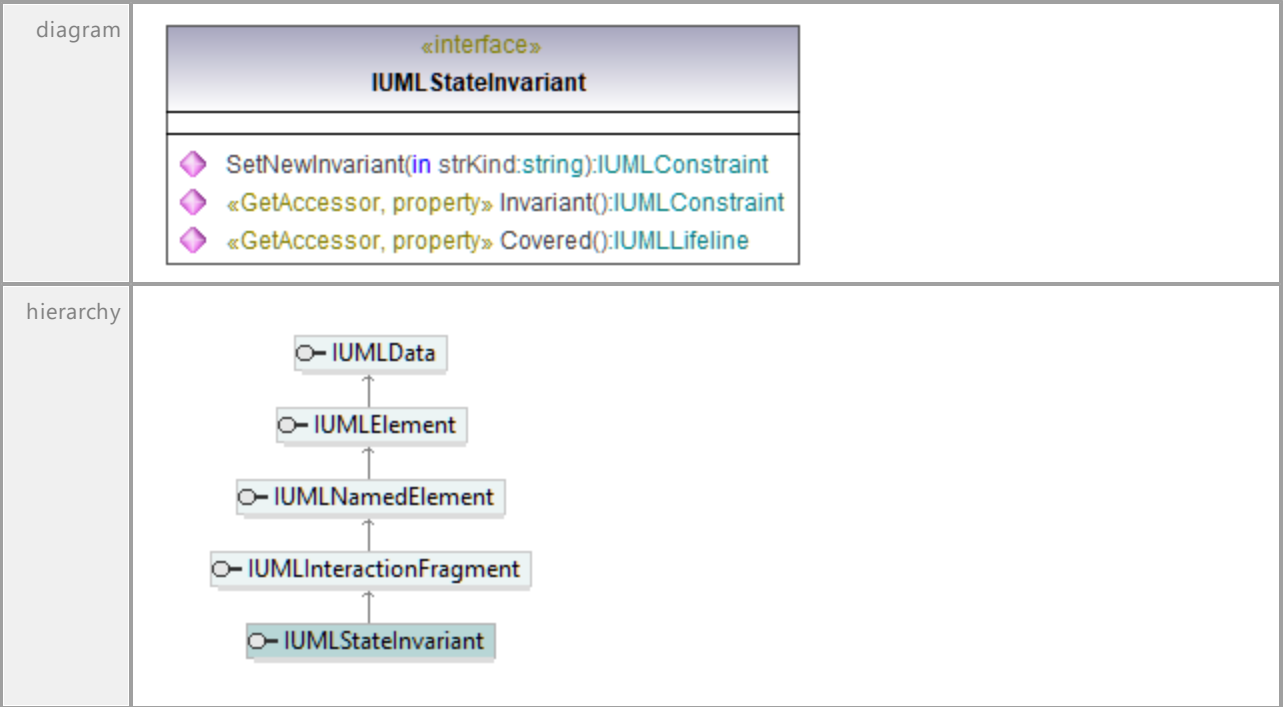 diagram
«interface»
IUMLStateInvariant
SetNewInvariant(in strKind:string):IUMLConstraint
«GetAccessor, property» Invariant():IUMLConstraint
«GetAccessor, property» Covered():IUMLLifeline
hierarchy
IUMLData
IUMLElement
IUMLNamedElement
IUMLInteractionFragment
IUMLStateInvariant